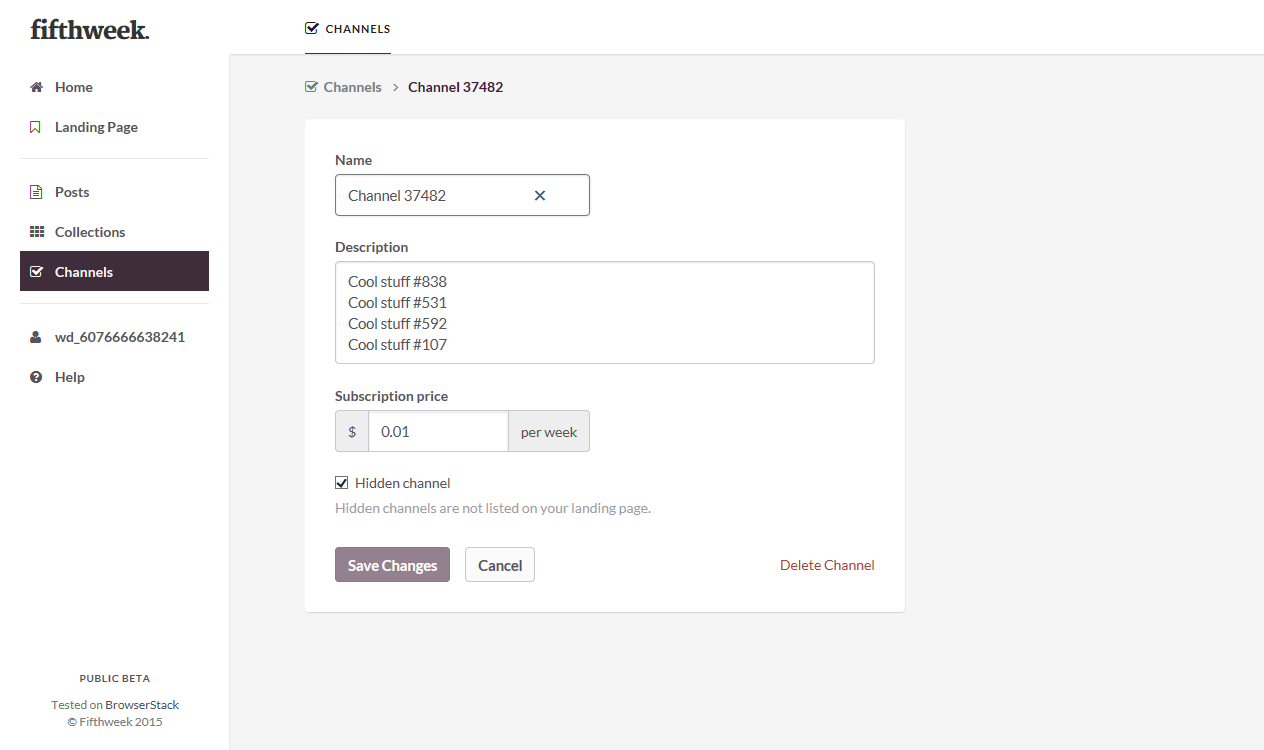 fifthweek.
CHANNELS
Home
Landing Page
Posts
Collections
Channels
wd_6076666638241
Help
PUBLIC BETA
Tested on BrowserStack
© Fifthweek 2015
Channels > Channel 37482
Name
Channel 37482 ✕
Description
Cool stuff #838
Cool stuff #531
Cool stuff #592
Cool stuff #107
Subscription price
$ 0.01 per week
Hidden channel
Hidden channels are not listed on your landing page.
Save Changes Cancel Delete Channel